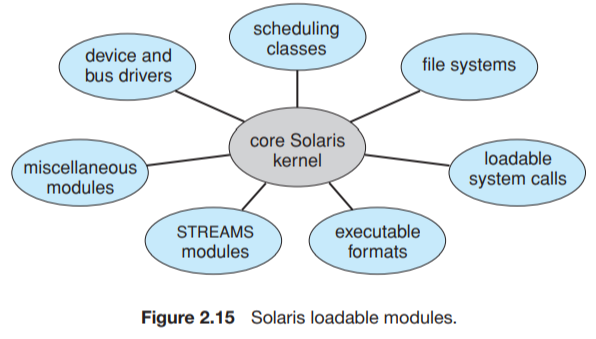 scheduling
classes
device and
bus drivers
file systems
core Solaris
kernel
miscellaneous
modules
loadable
system calls
STREAMS
modules
executable
formats
Figure 2.15 Solaris loadable modules.